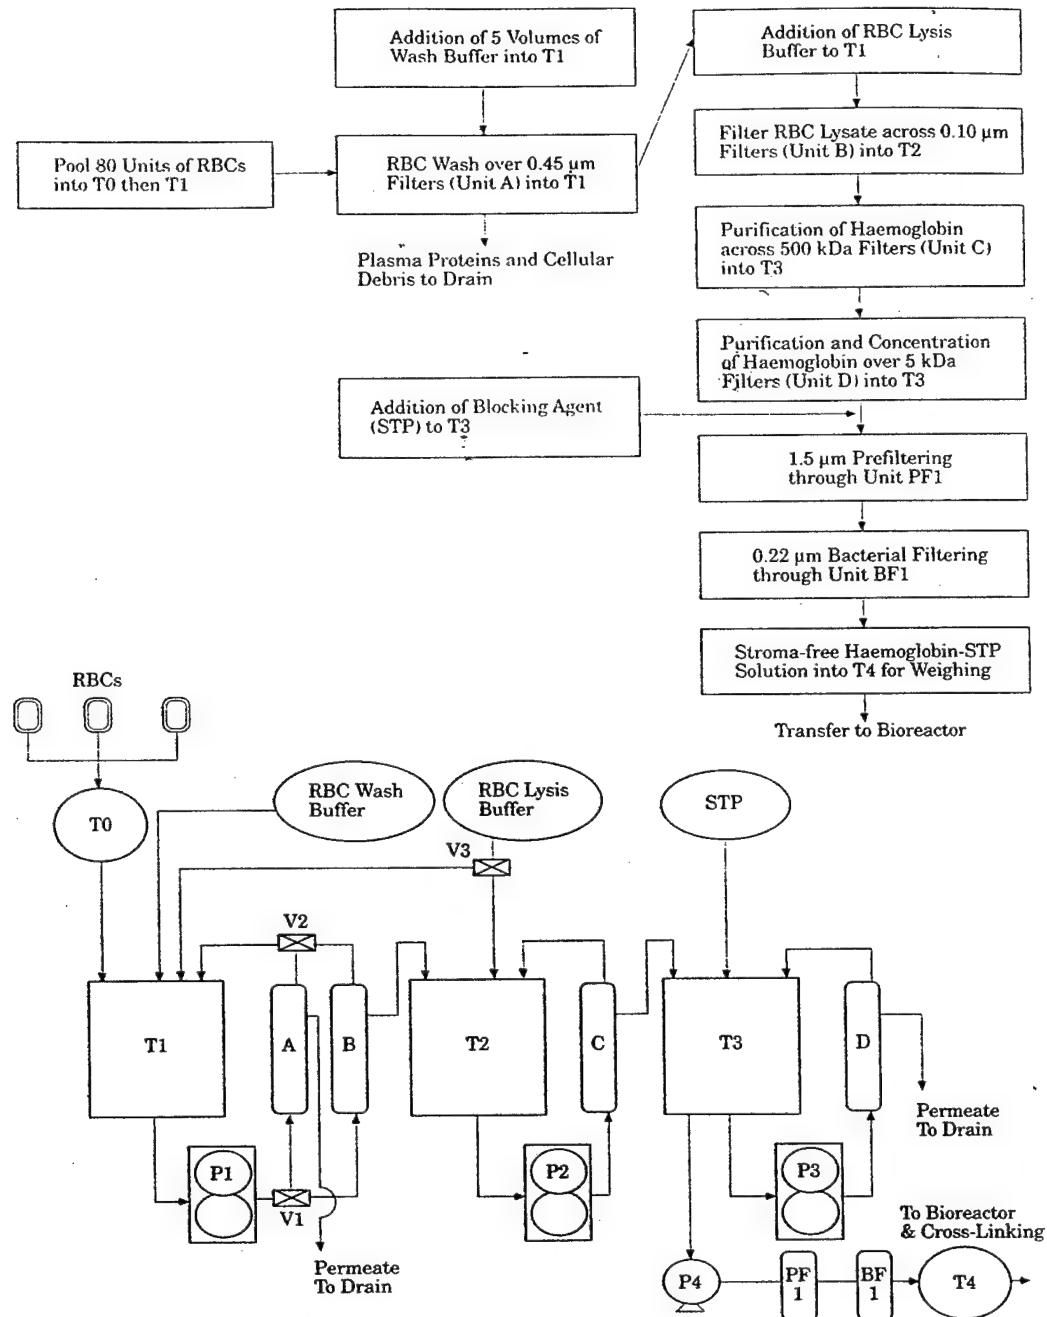 Addition of 5 Volumes of
Wash Buffer into T1
Addition of RBC Lysis
Buffer to T1
Pool 80 Units of RBCs
into T0 then T1
RBC Wash over 0.45 µm
Filters (Unit A) into T1
Filter RBC Lysate across 0.10 µm
Filters (Unit B) into T2
Plasma Proteins and Cellular
Debris to Drain
Purification of Haemoglobin
across 500 kDa Filters (Unit C)
into T3
Purification and Concentration
of Haemoglobin over 5 kDa
Filters (Unit D) into T3
Addition of Blocking Agent
(STP) to T3
1.5 µm Prefiltering
through Unit PF1
0.22 µm Bacterial Filtering
through Unit BF1
Stroma-free Haemoglobin-STP
Solution into T4 for Weighing
Transfer to Bioreactor
RBCs
T0
RBC Wash
Buffer
RBC Lysis
Buffer
STP
V3
V2
T1
A
B
T2
C
T3
D
Permeate
To Drain
P1
V1
P2
P3
Permeate
To Drain
To Bioreactor
& Cross-Linking
P4
PF
1
BF
1
T4